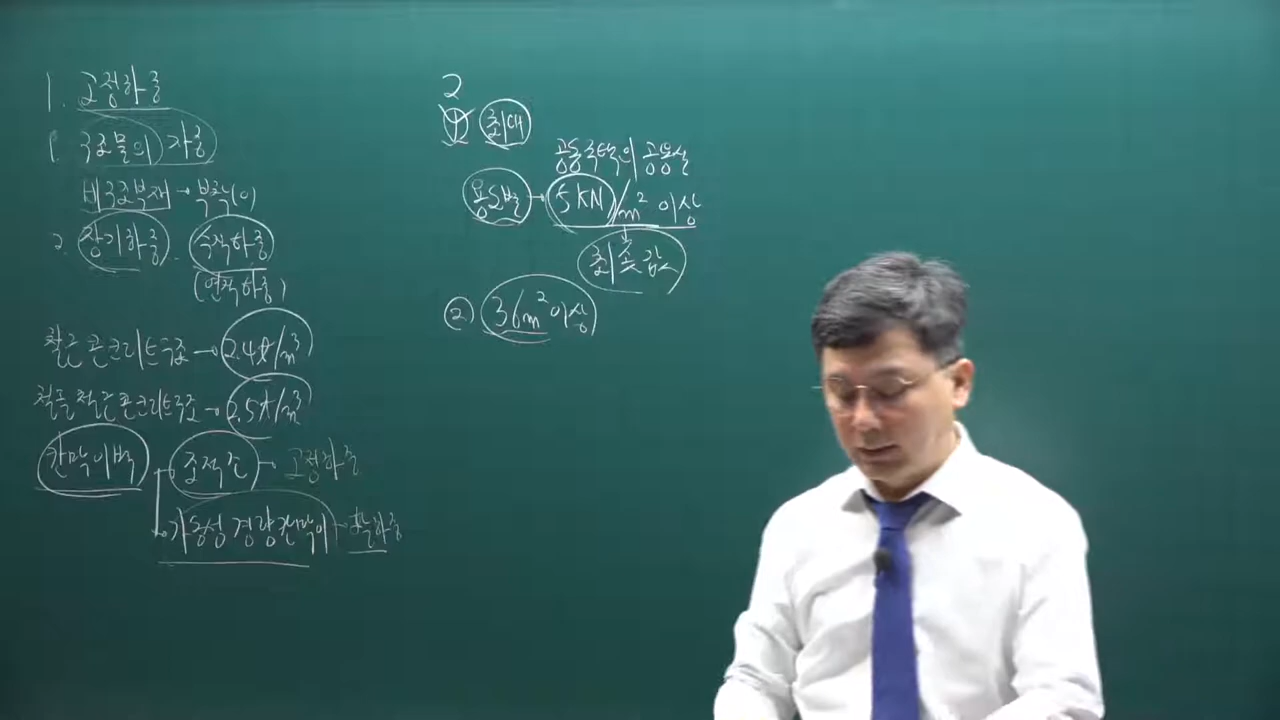 1. 고정하중
1. 구조물의 자중
비구조부재 → 부착(이)
2. 장기하중. 수직하중
(연직하중)
철근콘크리트구조 → 2.4t/m³
철골철근콘크리트구조 → 2.5t/m³
칸막이벽 조적조 → 고정하중
가동성 경량칸막이 → 활하중
2
① 최대
공동주택의 공용실
용도별 → 5KN/m² 이상
최솟값
② 36m² 이상